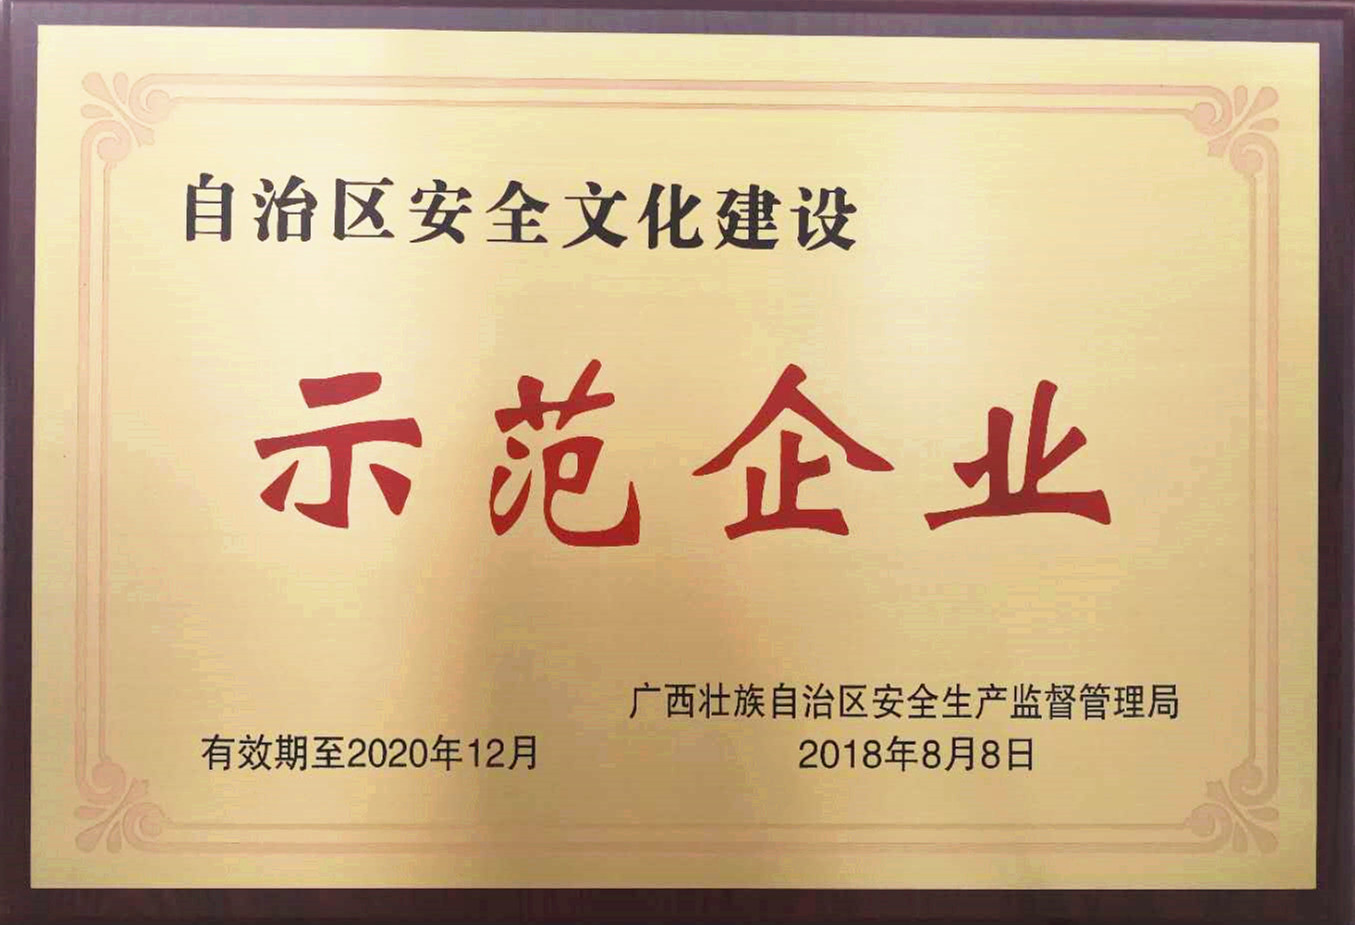 自治区安全文化建设
示范企业
广西壮族自治区安全生产监督管理局
有效期至2020年12月
2018年8月8日